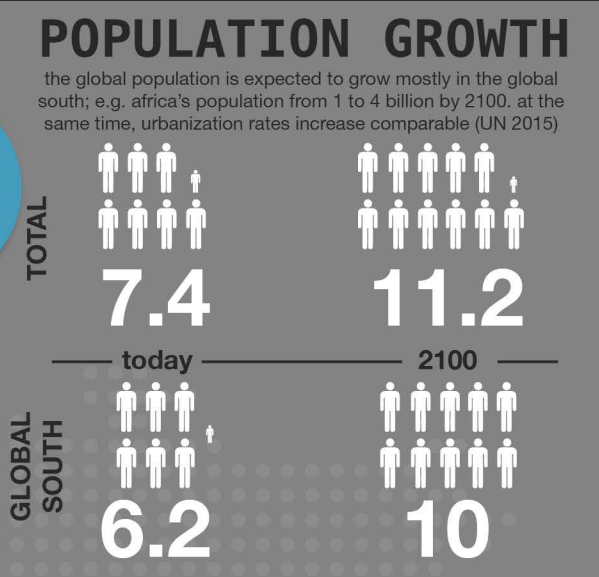 POPULATION GROWTH
the global population is expected to grow mostly in the global
south; e.g. africa's population from 1 to 4 billion by 2100. at the
same time, urbanization rates increase comparable (UN 2015)
TOTAL
7.4
11.2
today
2100
GLOBAL
SOUTH
6.2
10